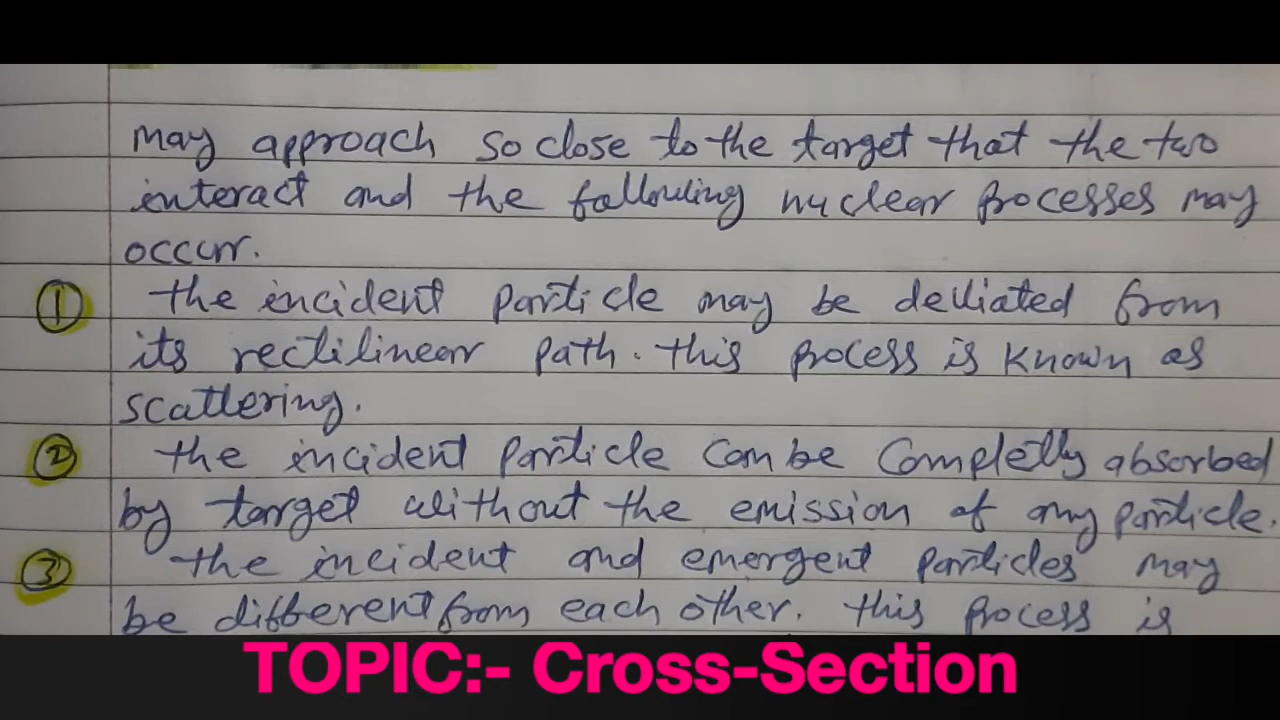 may approach so close to the target that the two
interact and the following nuclear processes may
occur.
① the incident particle may be deviated from
its rectilinear path. this process is known as
scattering.
② the incident particle can be completly absorbed
by target without the emission of any particle.
③ the incident and emergent particles may
be different from each other. this process is
TOPIC:- Cross-Section